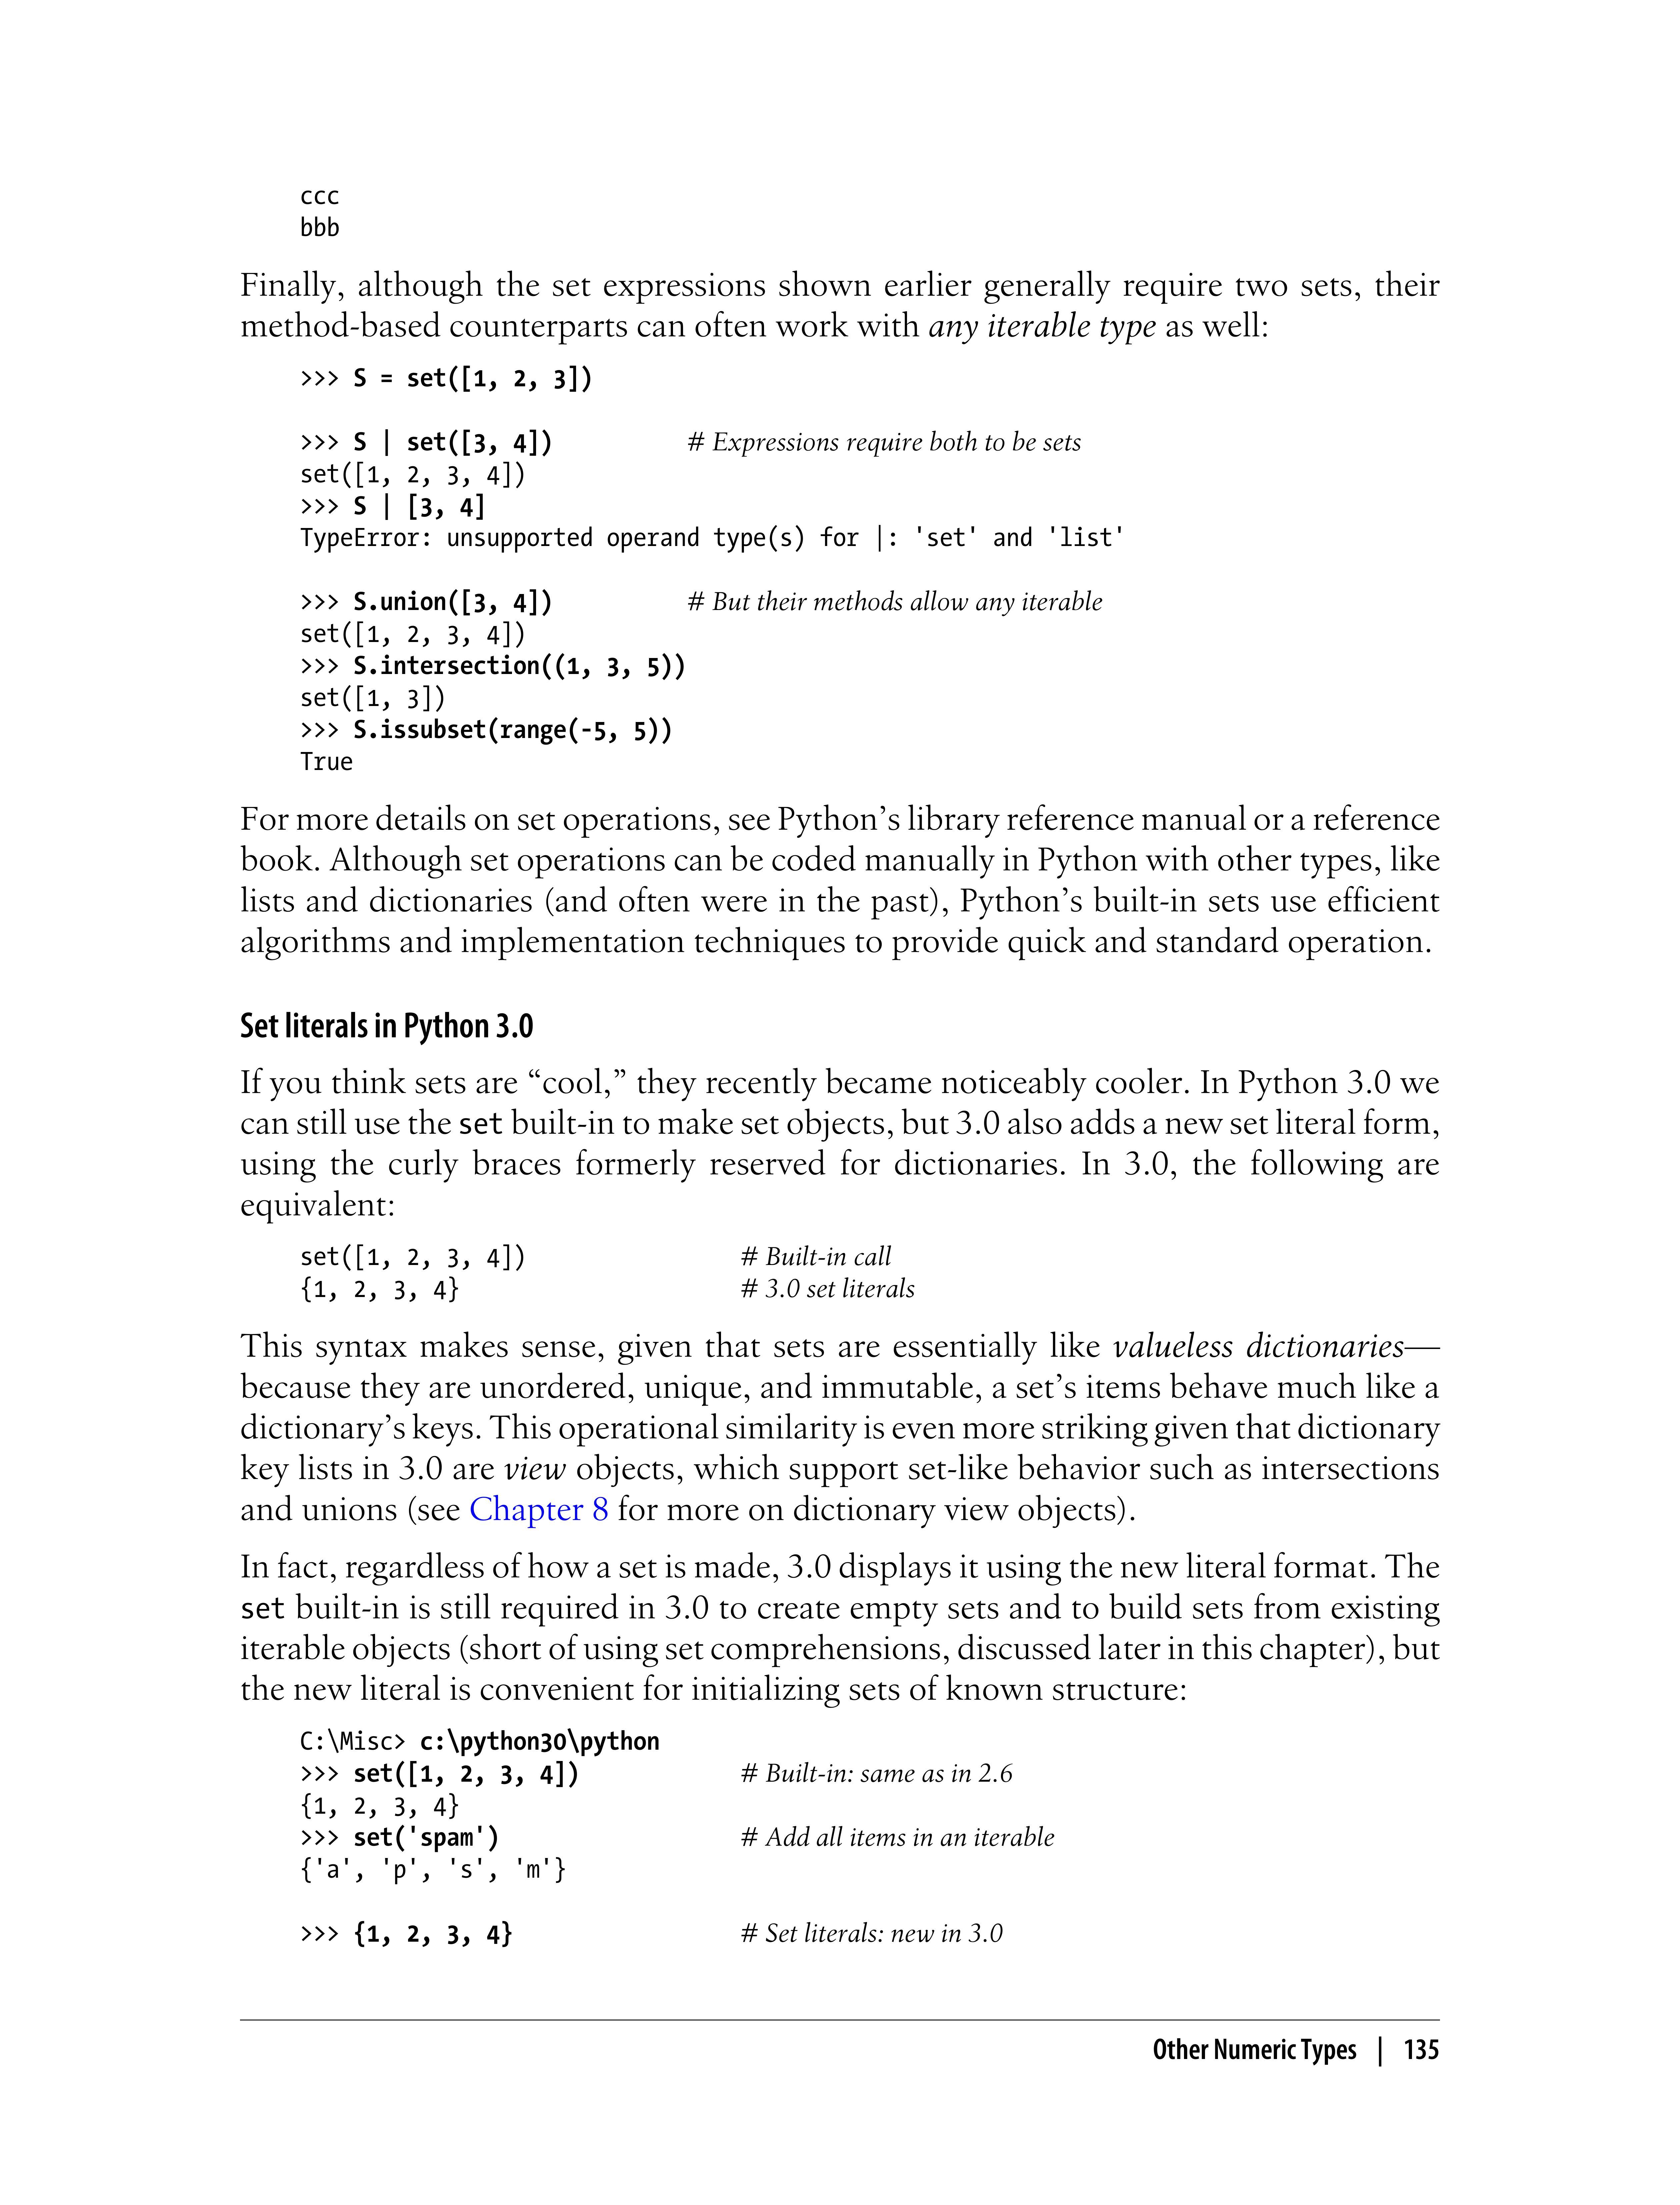 ccc
bbb
Finally, although the set expressions shown earlier generally require two sets, their
method-based counterparts can often work with any iterable type as well:
>>> S = set([1, 2, 3])
>>> S | set([3, 4])          # Expressions require both to be sets
set([1, 2, 3, 4])
>>> S | [3, 4]
TypeError: unsupported operand type(s) for |: 'set' and 'list'
>>> S.union([3, 4])          # But their methods allow any iterable
set([1, 2, 3, 4])
>>> S.intersection((1, 3, 5))
set([1, 3])
>>> S.issubset(range(-5, 5))
True
For more details on set operations, see Python’s library reference manual or a reference
book. Although set operations can be coded manually in Python with other types, like
lists and dictionaries (and often were in the past), Python’s built-in sets use efficient
algorithms and implementation techniques to provide quick and standard operation.
Set literals in Python 3.0
If you think sets are “cool,” they recently became noticeably cooler. In Python 3.0 we
can still use the set built-in to make set objects, but 3.0 also adds a new set literal form,
using the curly braces formerly reserved for dictionaries. In 3.0, the following are
equivalent:
set([1, 2, 3, 4])                # Built-in call
{1, 2, 3, 4}                     # 3.0 set literals
This syntax makes sense, given that sets are essentially like valueless dictionaries—
because they are unordered, unique, and immutable, a set’s items behave much like a
dictionary’s keys. This operational similarity is even more striking given that dictionary
key lists in 3.0 are view objects, which support set-like behavior such as intersections
and unions (see Chapter 8 for more on dictionary view objects).
In fact, regardless of how a set is made, 3.0 displays it using the new literal format. The
set built-in is still required in 3.0 to create empty sets and to build sets from existing
iterable objects (short of using set comprehensions, discussed later in this chapter), but
the new literal is convenient for initializing sets of known structure:
C:\Misc> c:\python30\python
>>> set([1, 2, 3, 4])            # Built-in: same as in 2.6
{1, 2, 3, 4}
>>> set('spam')                  # Add all items in an iterable
{'a', 'p', 's', 'm'}
>>> {1, 2, 3, 4}                 # Set literals: new in 3.0
Other Numeric Types | 135